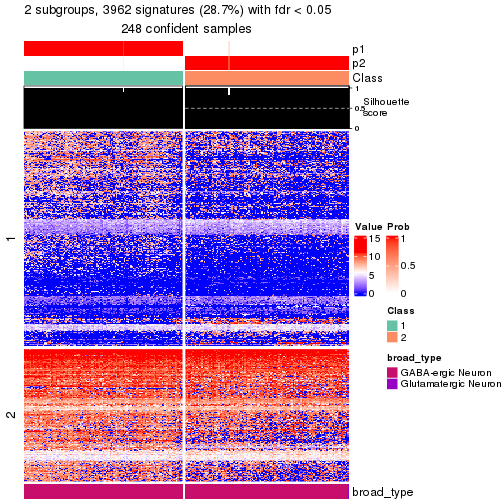 2 subgroups, 3962 signatures (28.7%) with fdr < 0.05
248 confident samples
p1
p2
Class
1
0.5
0
Silhouette
score
1
2
Value
15
10
5
0
Prob
1
0.5
0
Class
1
2
broad_type
GABA-ergic Neuron
Glutamatergic Neuron
broad_type